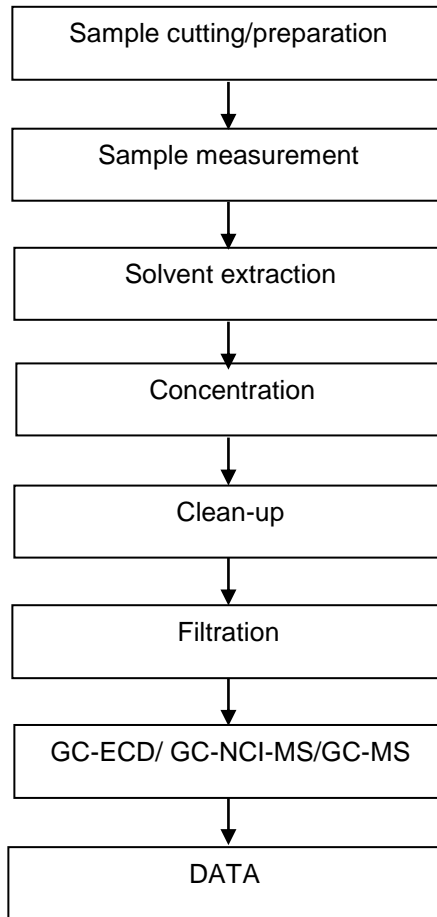 Sample cutting/preparation
Sample measurement
Solvent extraction
Concentration
Clean-up
Filtration
GC-ECD/ GC-NCI-MS/GC-MS
DATA